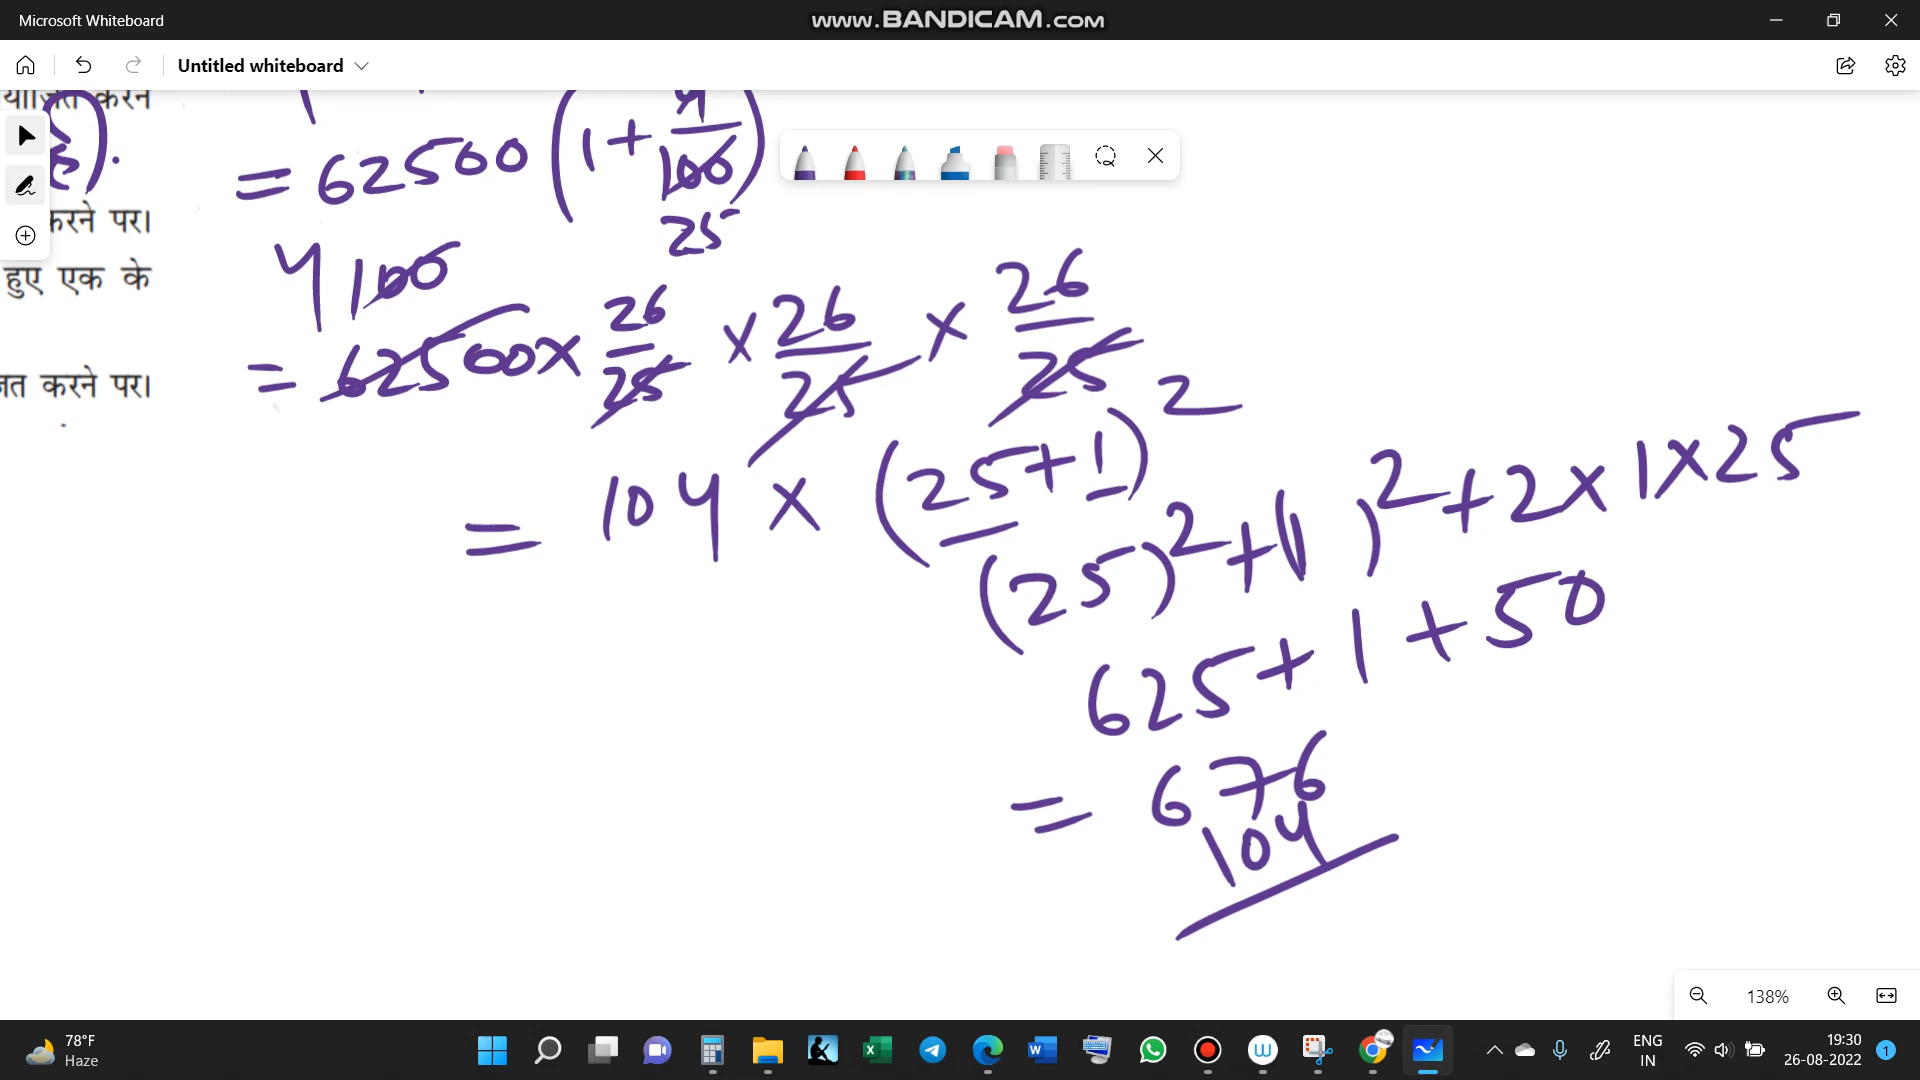 Microsoft Whiteboard
www.BANDICAM.com
Untitled whiteboard
करने
= 62500 (1 + 4/100)
25
करने पर।
4 100
हुए एक के
= 62500 × 26/25 × 26/25 × 26/25
करने पर।
= 104 × (25+1)²
(25)² + (1)² + 2×1×25
625 + 1 + 50
= 676
104
138%
78°F
Haze
ENG
IN
19:30
26-08-2022
1